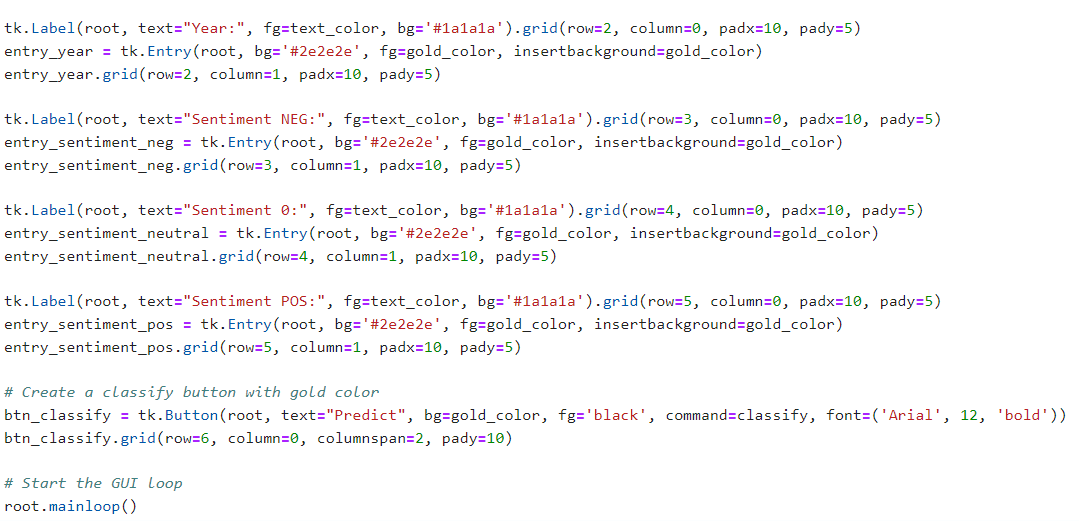 tk.Label(root, text="Year:", fg=text_color, bg='#1a1a1a').grid(row=2, column=0, padx=10, pady=5)
entry_year = tk.Entry(root, bg='#2e2e2e', fg=gold_color, insertbackground=gold_color)
entry_year.grid(row=2, column=1, padx=10, pady=5)

tk.Label(root, text="Sentiment NEG:", fg=text_color, bg='#1a1a1a').grid(row=3, column=0, padx=10, pady=5)
entry_sentiment_neg = tk.Entry(root, bg='#2e2e2e', fg=gold_color, insertbackground=gold_color)
entry_sentiment_neg.grid(row=3, column=1, padx=10, pady=5)

tk.Label(root, text="Sentiment 0:", fg=text_color, bg='#1a1a1a').grid(row=4, column=0, padx=10, pady=5)
entry_sentiment_neutral = tk.Entry(root, bg='#2e2e2e', fg=gold_color, insertbackground=gold_color)
entry_sentiment_neutral.grid(row=4, column=1, padx=10, pady=5)

tk.Label(root, text="Sentiment POS:", fg=text_color, bg='#1a1a1a').grid(row=5, column=0, padx=10, pady=5)
entry_sentiment_pos = tk.Entry(root, bg='#2e2e2e', fg=gold_color, insertbackground=gold_color)
entry_sentiment_pos.grid(row=5, column=1, padx=10, pady=5)

# Create a classify button with gold color
btn_classify = tk.Button(root, text="Predict", bg=gold_color, fg='black', command=classify, font=('Arial', 12, 'bold'))
btn_classify.grid(row=6, column=0, columnspan=2, pady=10)

# Start the GUI loop
root.mainloop()